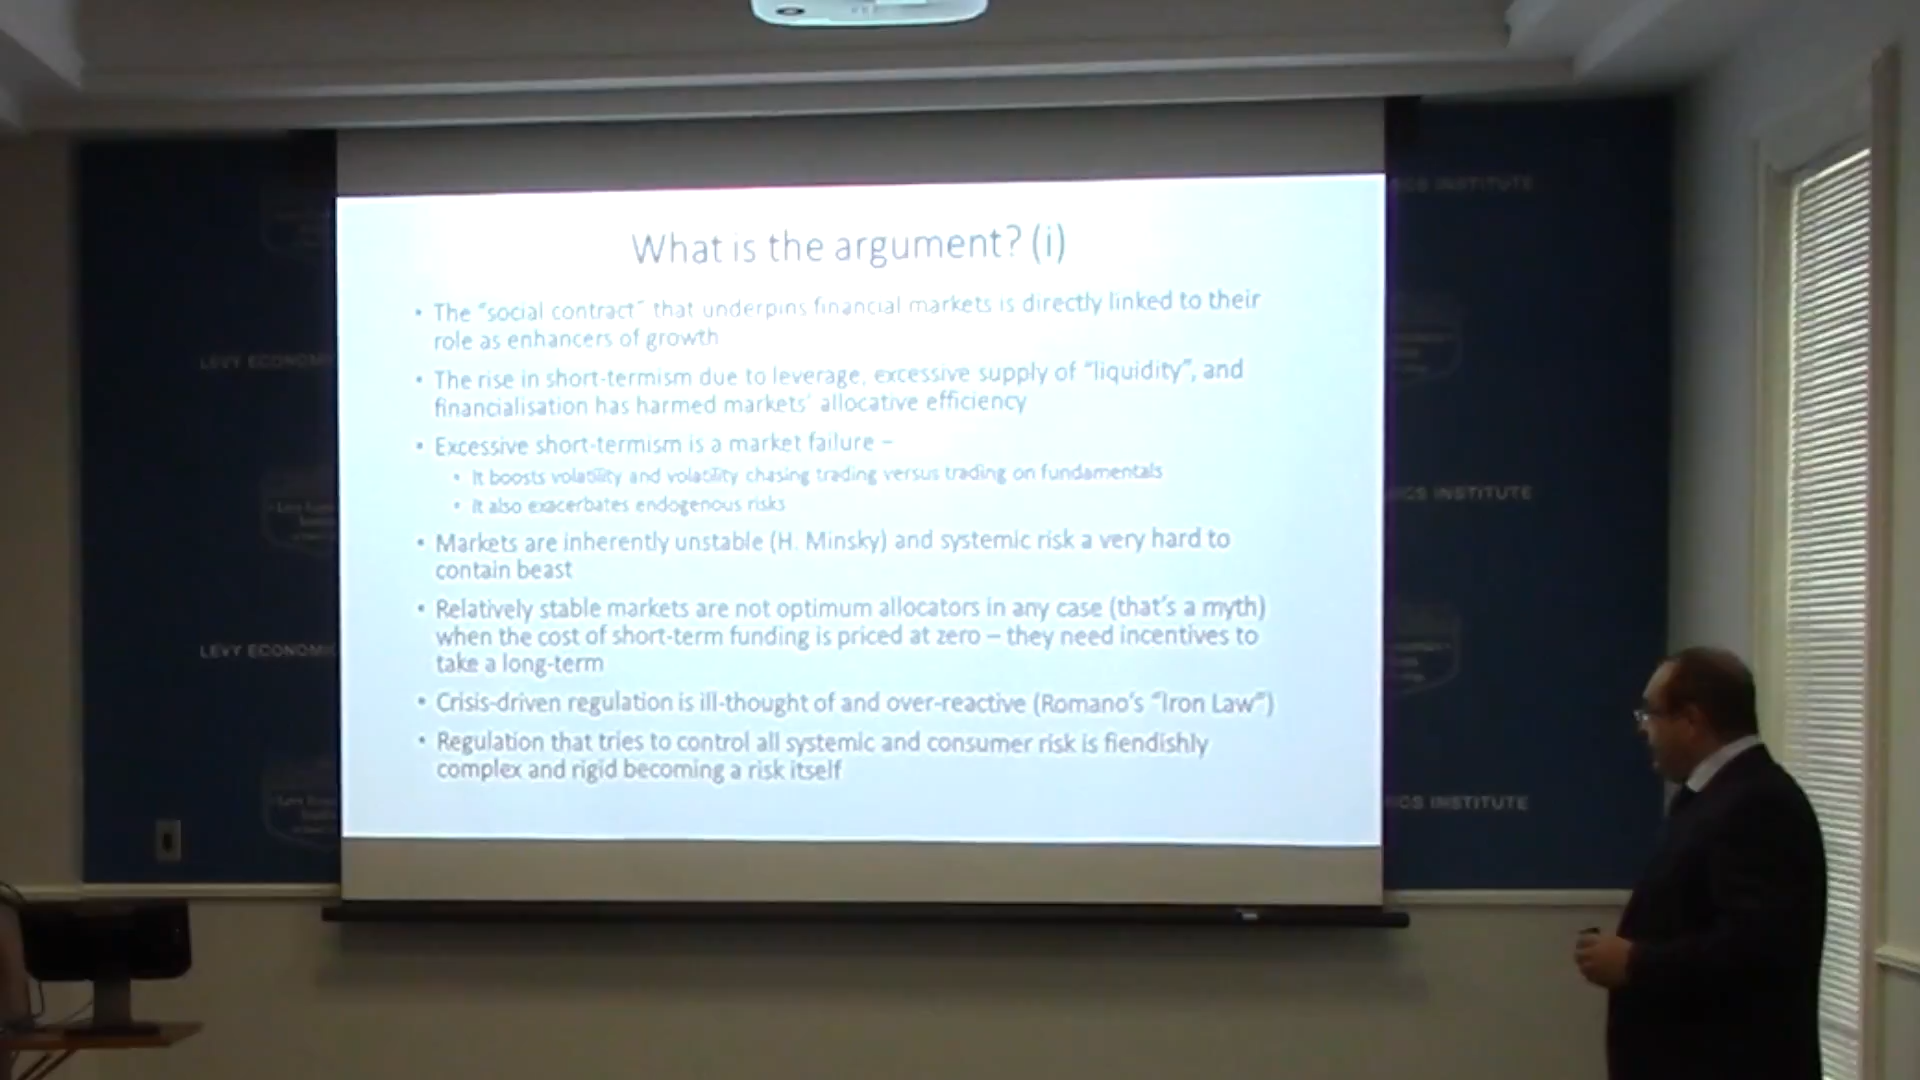 What is the argument? (i)
• The “social contract” that underpins financial markets is directly linked to their
role as enhancers of growth
• The rise in short-termism due to leverage, excessive supply of “liquidity”, and
financialisation has harmed markets’ allocative efficiency
• Excessive short-termism is a market failure –
• It boosts volatility and volatility chasing trading versus trading on fundamentals
• It also exacerbates endogenous risks
• Markets are inherently unstable (H. Minsky) and systemic risk a very hard to
contain beast
• Relatively stable markets are not optimum allocators in any case (that’s a myth)
when the cost of short-term funding is priced at zero – they need incentives to
take a long-term
• Crisis-driven regulation is ill-thought of and over-reactive (Romano’s “Iron Law”)
• Regulation that tries to control all systemic and consumer risk is fiendishly
complex and rigid becoming a risk itself
LEVY ECONOMI
LEVY ECONOMI
ICS INSTITUTE
ICS INSTITUTE
ICS INSTITUTE